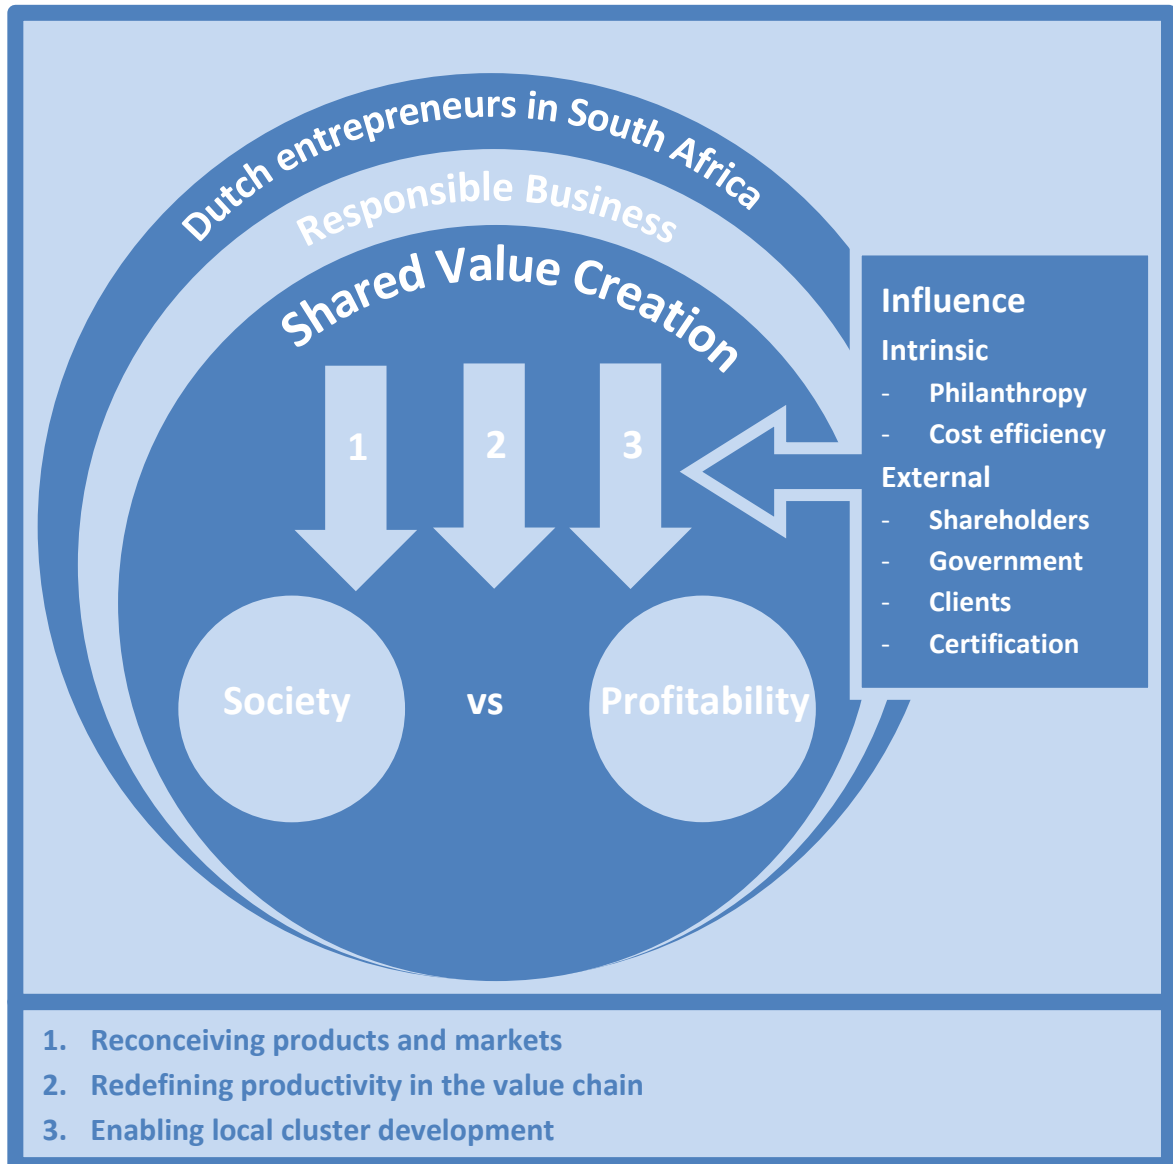 Dutch entrepreneurs in South Africa
Responsible Business
Shared Value Creation
1 2 3
Society vs Profitability
Influence
Intrinsic
- Philanthropy
- Cost efficiency
External
- Shareholders
- Government
- Clients
- Certification
1. Reconceiving products and markets
2. Redefining productivity in the value chain
3. Enabling local cluster development